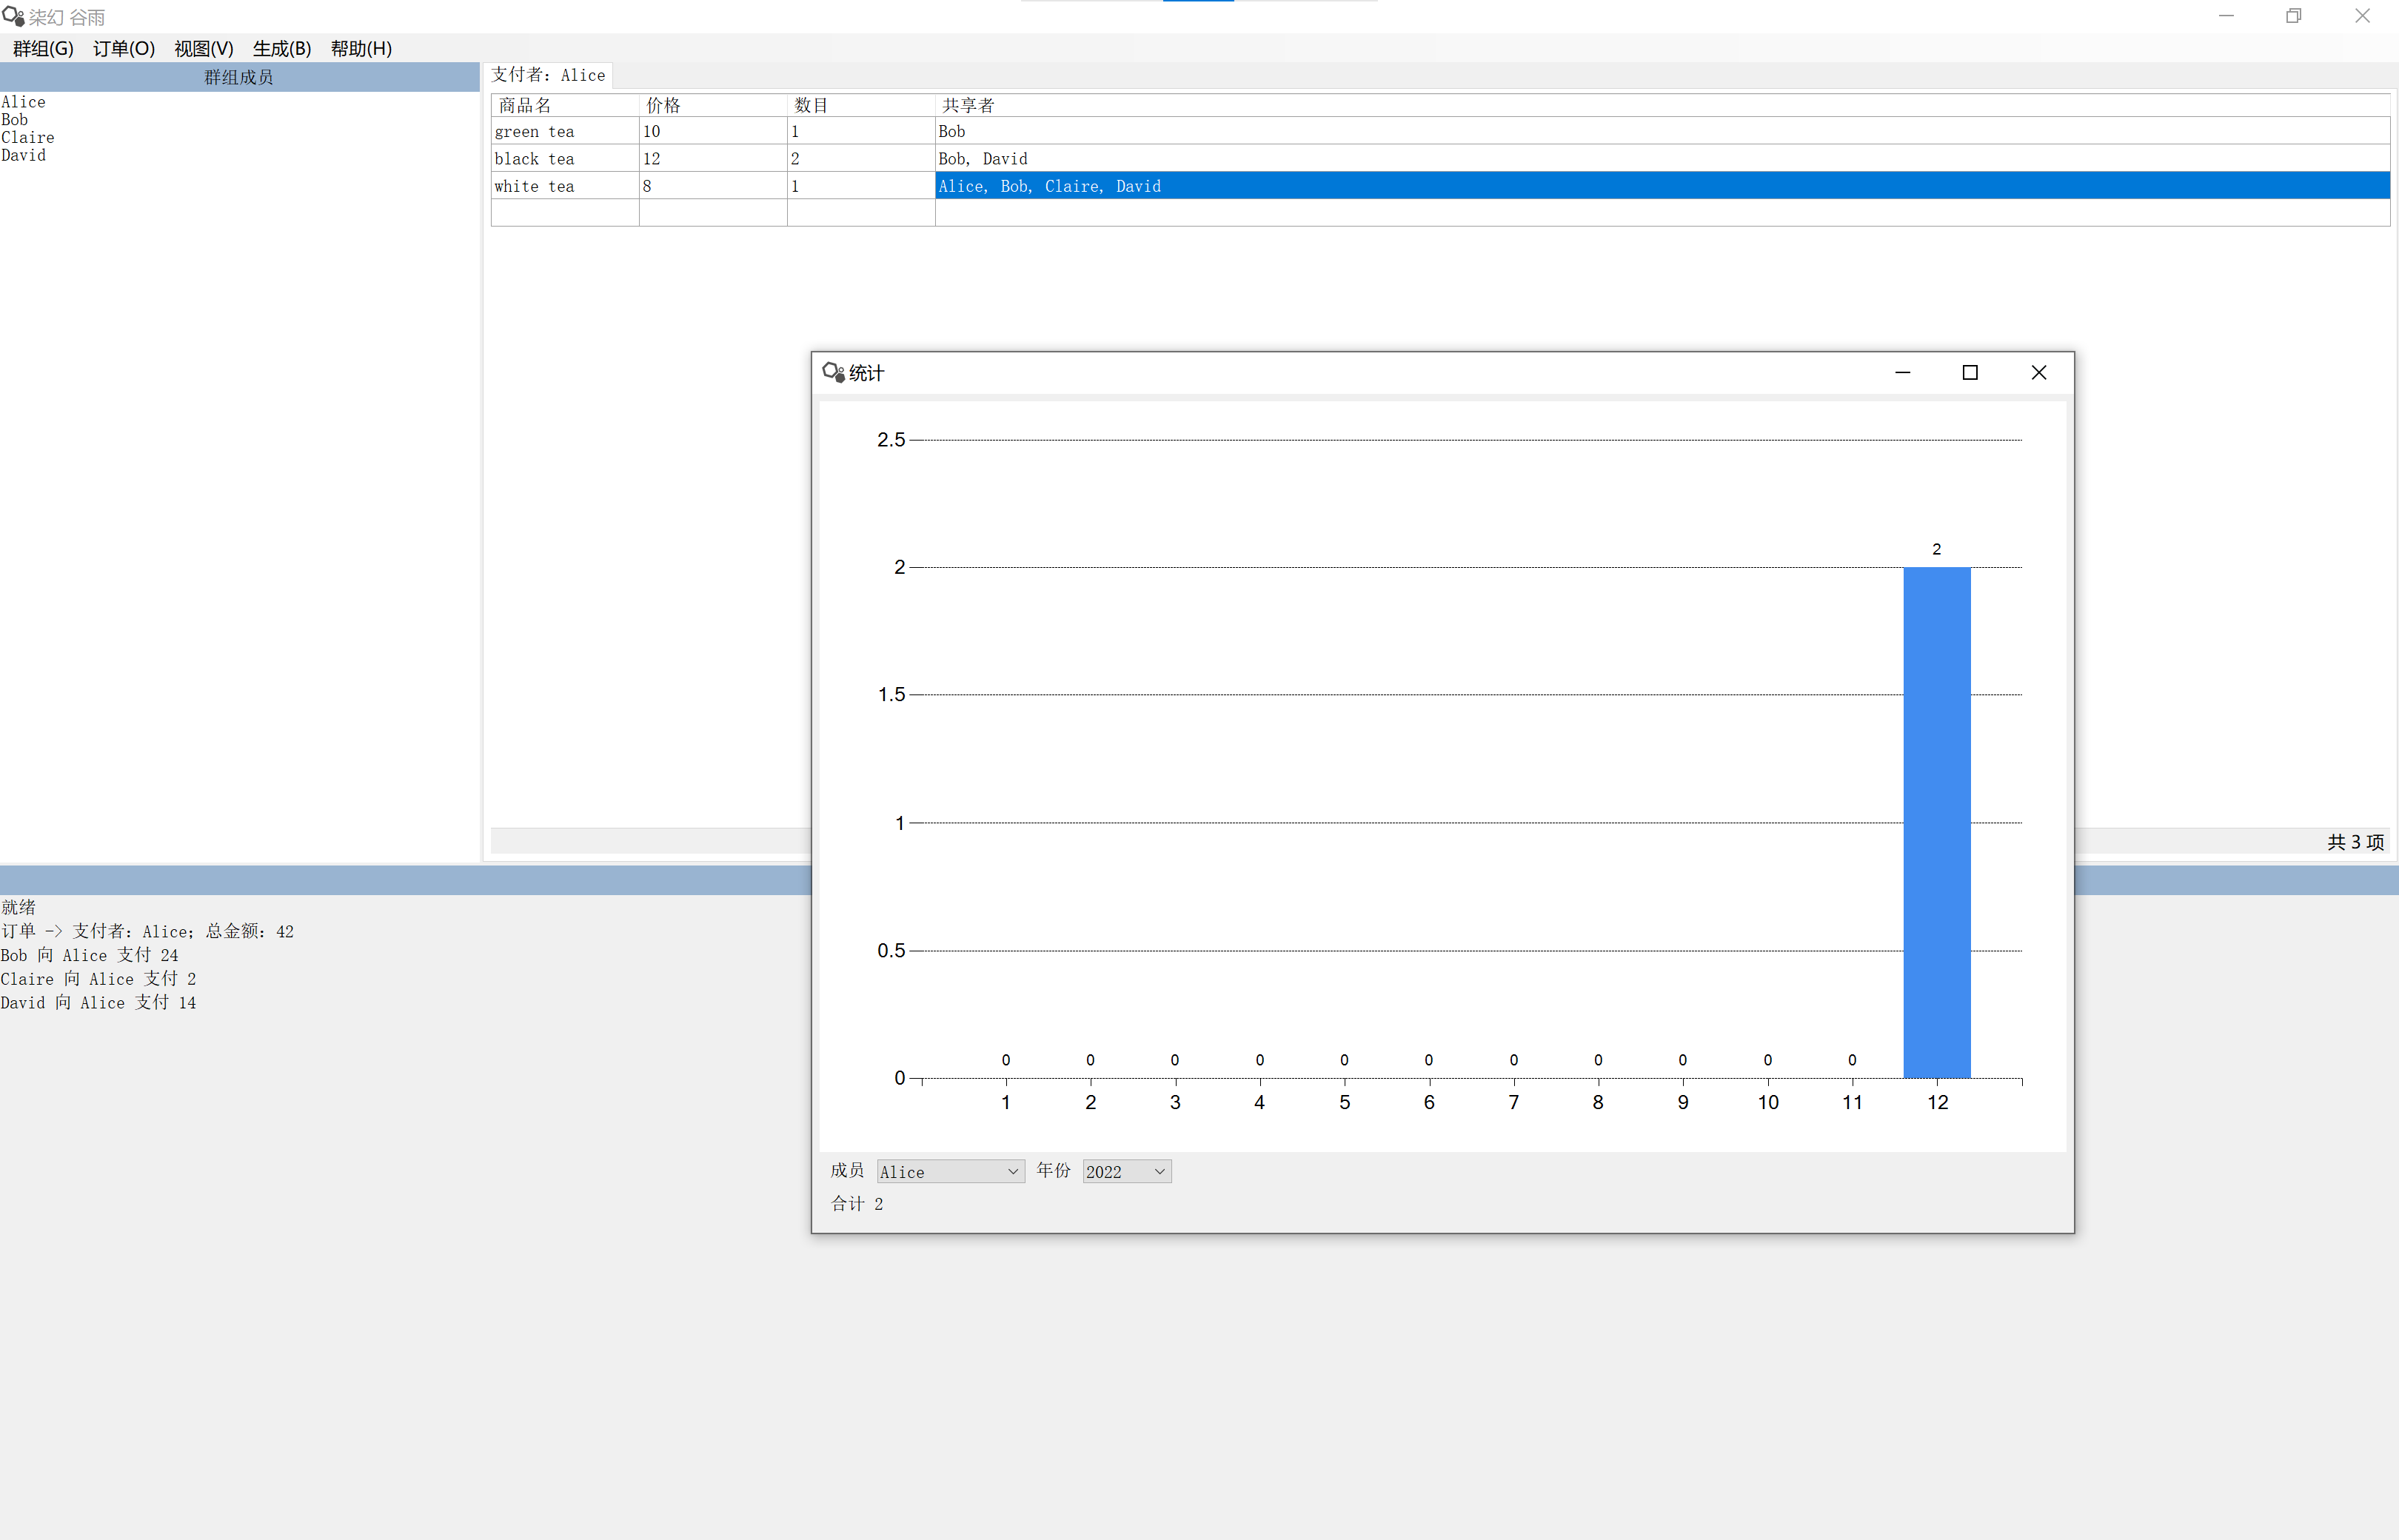 柒幻 谷雨
群组(G) 订单(O) 视图(V) 生成(B) 帮助(H)
群组成员
Alice
Bob
Claire
David
支付者: Alice
商品名 价格 数目 共享者
green tea 10 1 Bob
black tea 12 2 Bob, David
white tea 8 1 Alice, Bob, Claire, David
共 3 项
就绪
订单 -> 支付者: Alice; 总金额: 42
Bob 向 Alice 支付 24
Claire 向 Alice 支付 2
David 向 Alice 支付 14
统计
2.5
2
2
1.5
1
0.5
0 0 0 0 0 0 0 0 0 0 0
0
1 2 3 4 5 6 7 8 9 10 11 12
成员 Alice 年份 2022
合计 2